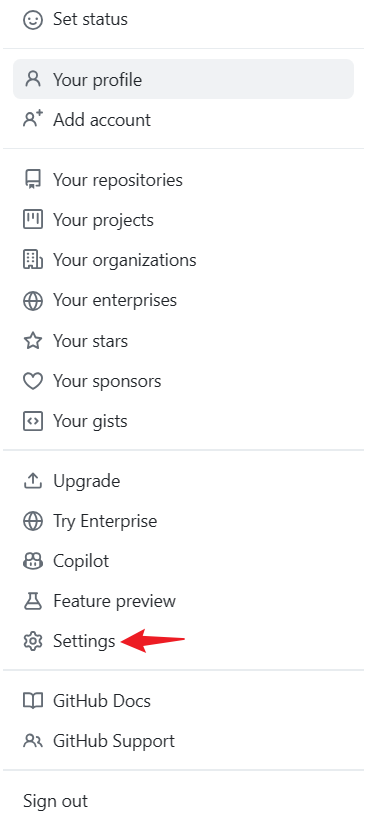 Set status
Your profile
Add account
Your repositories
Your projects
Your organizations
Your enterprises
Your stars
Your sponsors
Your gists
Upgrade
Try Enterprise
Copilot
Feature preview
Settings
GitHub Docs
GitHub Support
Sign out